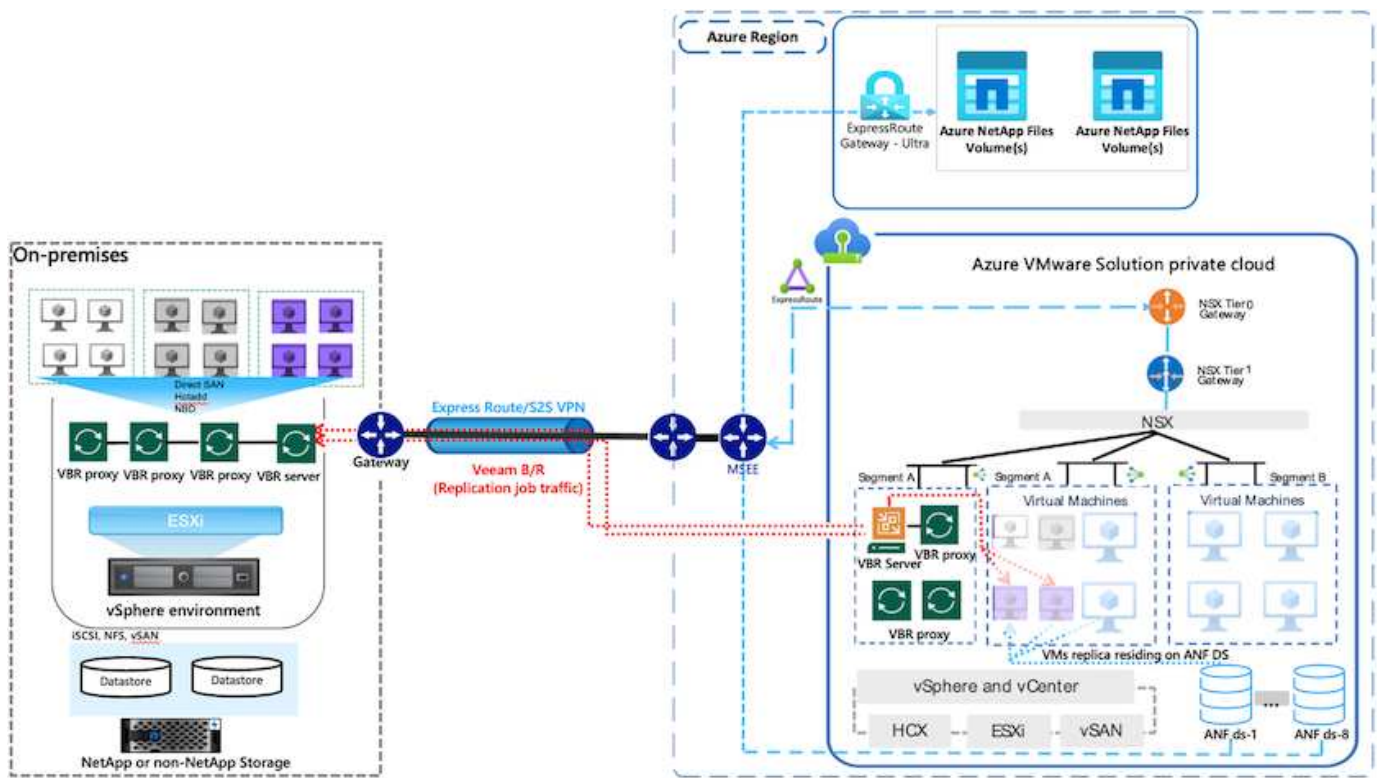 Azure Region
ExpressRoute
Gateway - Ultra
Azure NetApp Files
Volume(s)
Azure NetApp Files
Volume(s)
On-premises
Direct SAN
Hotadd
NBD
VBR proxy
VBR proxy
VBR proxy
VBR server
ESXi
vSphere environment
iSCSI, NFS, vSAN
Datastore
Datastore
NetApp or non-NetApp Storage
Gateway
Express Route/S2S VPN
Veeam B/R
(Replication job traffic)
MSEE
ExpressRoute
Azure VMware Solution private cloud
NSX Tier0
Gateway
NSX Tier1
Gateway
NSX
Segment A
Segment A
Segment B
Virtual Machines
Virtual Machines
VBR Server
VBR proxy
VBR proxy
VMs replica residing on ANF DS
vSphere and vCenter
HCX
ESXi
vSAN
ANF ds-1
...
ANF ds-8